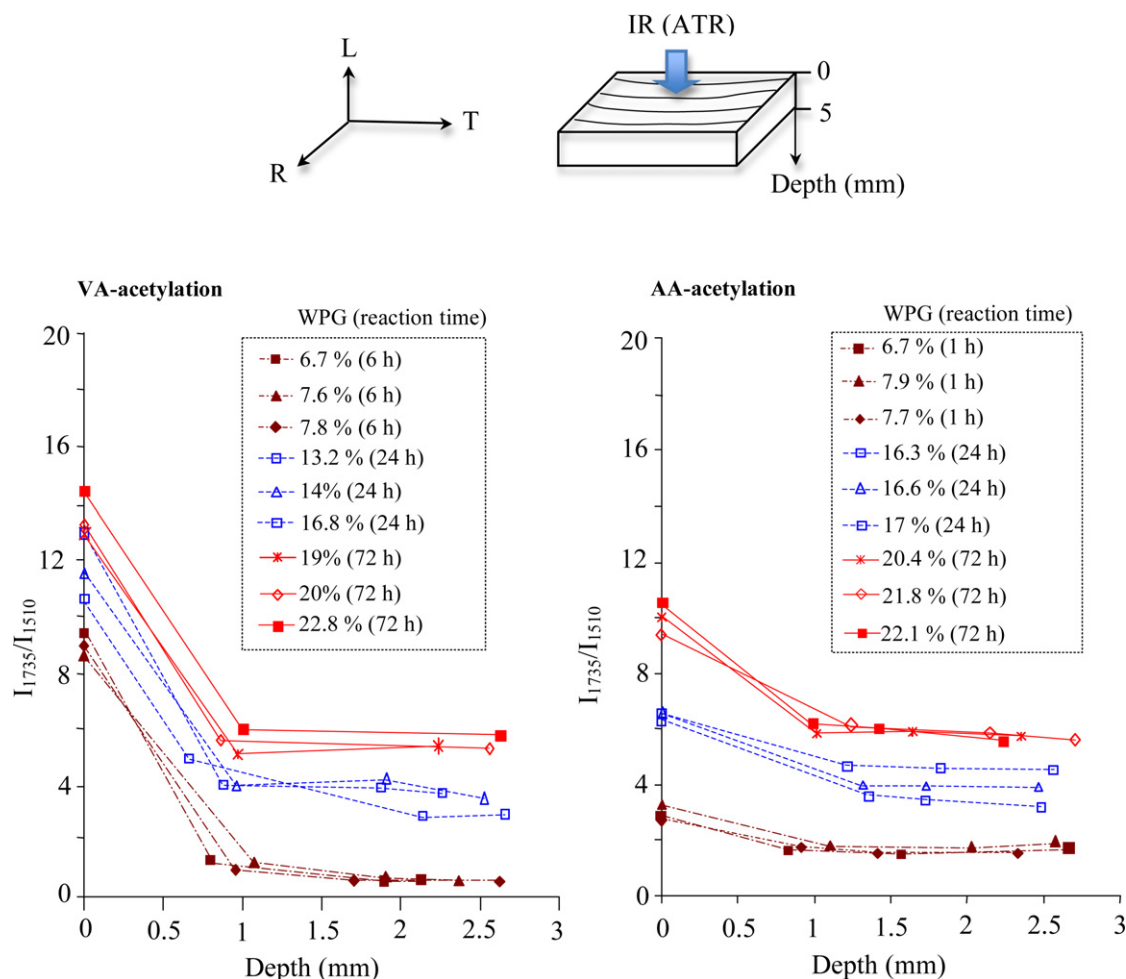 IR (ATR)
L
T
R
0
5
Depth (mm)
VA-acetylation
WPG (reaction time)
6.7 % (6 h)
7.6 % (6 h)
7.8 % (6 h)
13.2 % (24 h)
14% (24 h)
16.8 % (24 h)
19% (72 h)
20% (72 h)
22.8 % (72 h)
I1735/I1510
20
16
12
8
4
0
0 0.5 1 1.5 2 2.5 3
Depth (mm)
AA-acetylation
WPG (reaction time)
6.7 % (1 h)
7.9 % (1 h)
7.7 % (1 h)
16.3 % (24 h)
16.6 % (24 h)
17 % (24 h)
20.4 % (72 h)
21.8 % (72 h)
22.1 % (72 h)
I1735/I1510
20
16
12
8
4
0
0 0.5 1 1.5 2 2.5 3
Depth (mm)